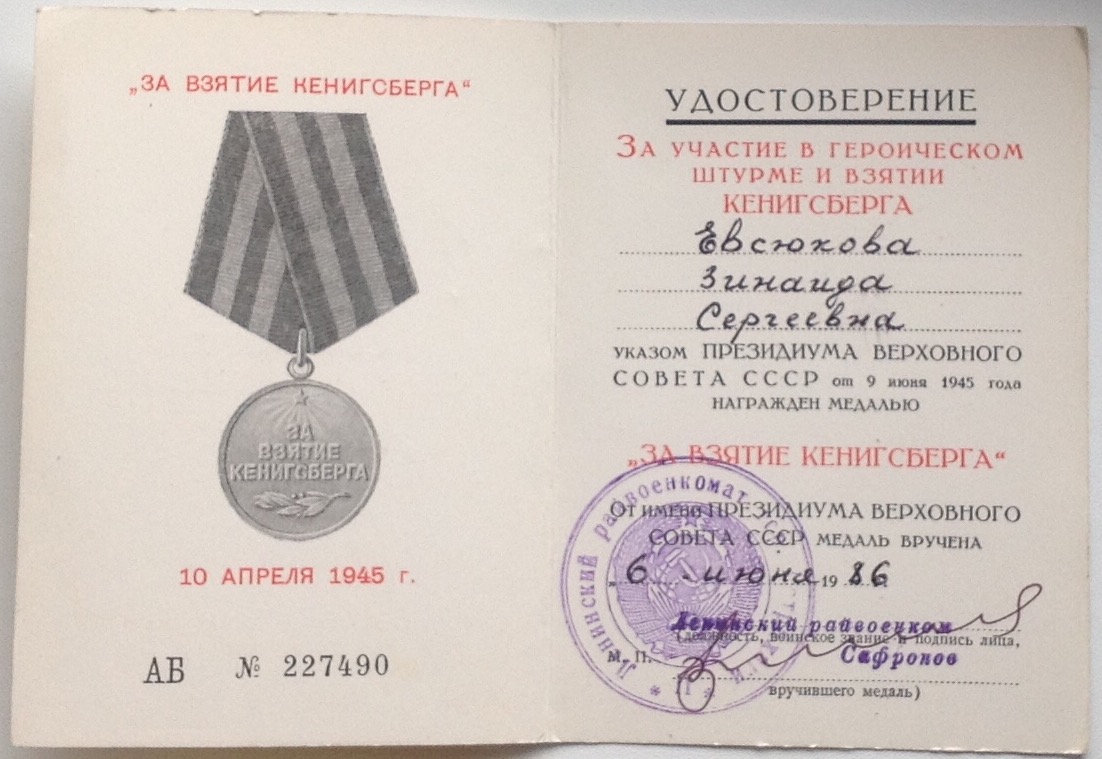 „ЗА ВЗЯТИЕ КЕНИГСБЕРГА“
ЗА
ВЗЯТИЕ
КЕНИГСБЕРГА
10 АПРЕЛЯ 1945 г.
АБ № 227490
УДОСТОВЕРЕНИЕ
ЗА УЧАСТИЕ В ГЕРОИЧЕСКОМ
ШТУРМЕ И ВЗЯТИИ
КЕНИГСБЕРГА
Евсюкова
Зинаида
Сергеевна
УКАЗОМ ПРЕЗИДИУМА ВЕРХОВНОГО
СОВЕТА СССР от 9 июня 1945 года
НАГРАЖДЕН МЕДАЛЬЮ
„ЗА ВЗЯТИЕ КЕНИГСБЕРГА“
ОТ ИМЕНИ ПРЕЗИДИУМА ВЕРХОВНОГО
СОВЕТА СССР МЕДАЛЬ ВРУЧЕНА
„6 июня 1986
Ленинский райвоенком
(должность, воинское звание и подпись лица,
М. П.
Сафронов
вручившего медаль)
Ленинский райвоенкомат